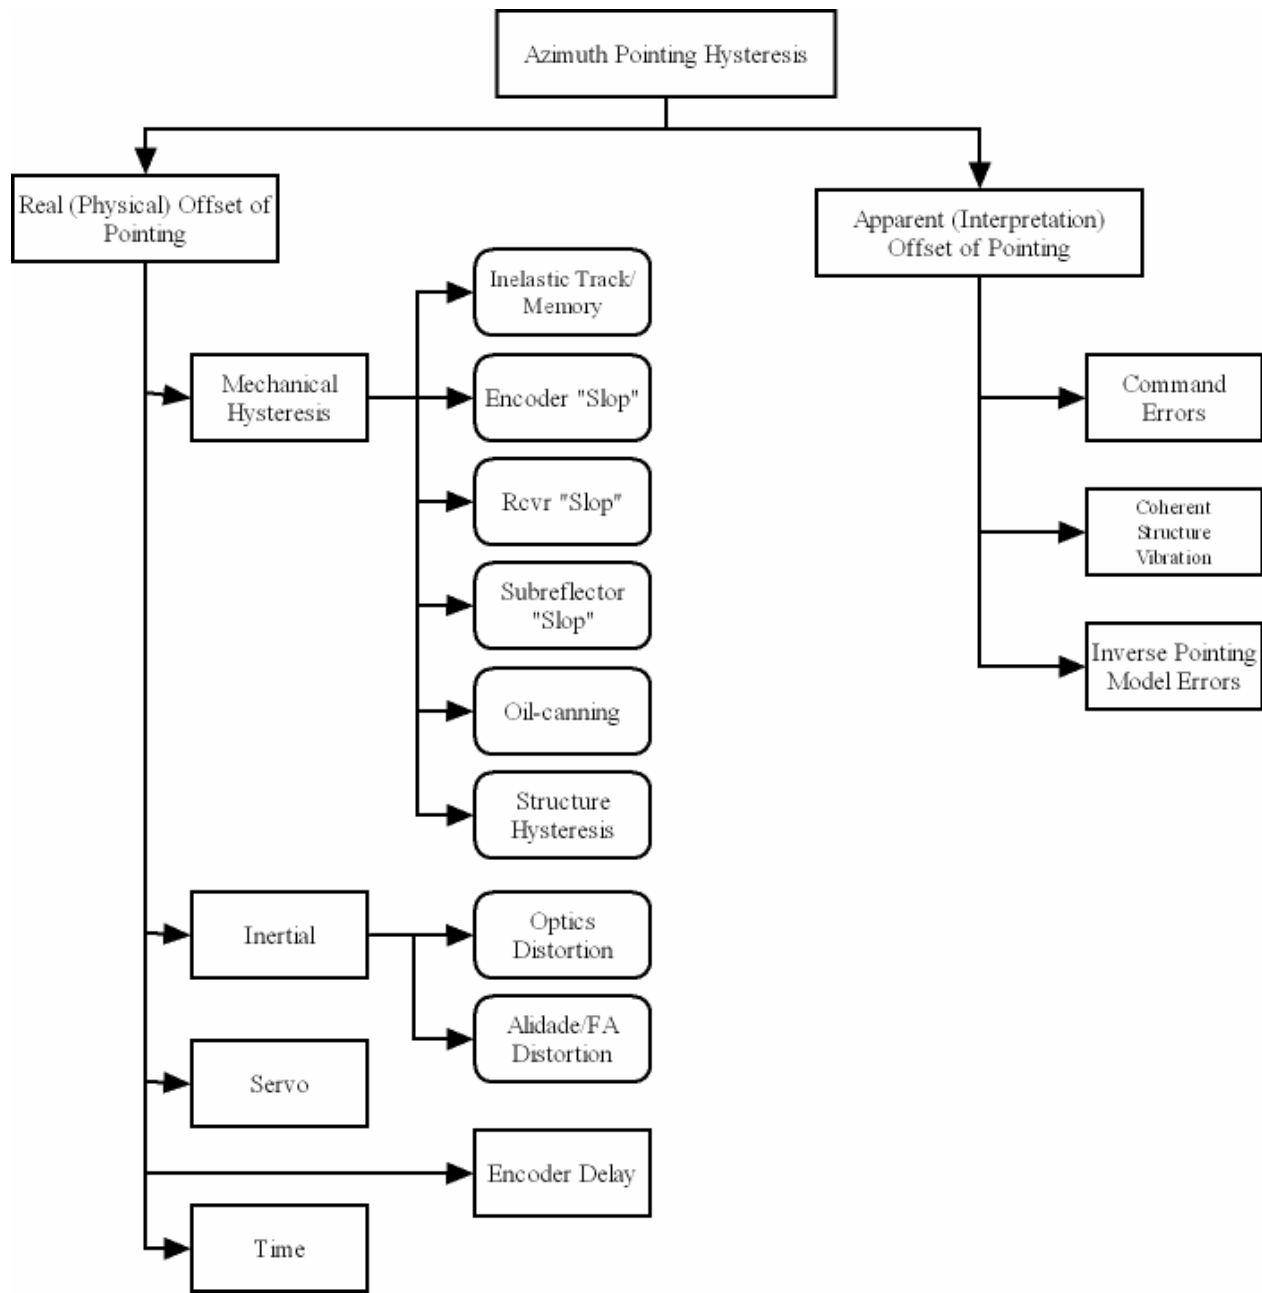 Azimuth Pointing Hysteresis
Real (Physical) Offset of
Pointing
Apparent (Interpretation)
Offset of Pointing
Inelastic Track/
Memory
Mechanical
Hysteresis
Encoder "Slop"
Rcvr "Slop"
Subreflector
"Slop"
Oil-canning
Structure
Hysteresis
Inertial
Optics
Distortion
Alidade/FA
Distortion
Servo
Encoder Delay
Time
Command
Errors
Coherent
Structure
Vibration
Inverse Pointing
Model Errors